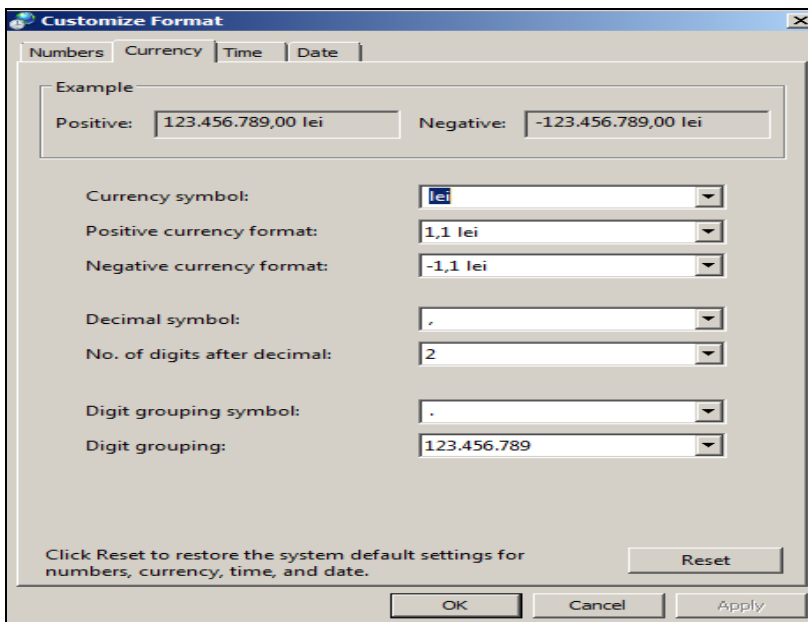 Customize Format
Numbers Currency Time Date
Example
Positive: 123.456.789,00 lei Negative: -123.456.789,00 lei
Currency symbol: lei
Positive currency format: 1,1 lei
Negative currency format: -1,1 lei
Decimal symbol: ,
No. of digits after decimal: 2
Digit grouping symbol: .
Digit grouping: 123.456.789
Click Reset to restore the system default settings for
numbers, currency, time, and date.
Reset
OK Cancel Apply